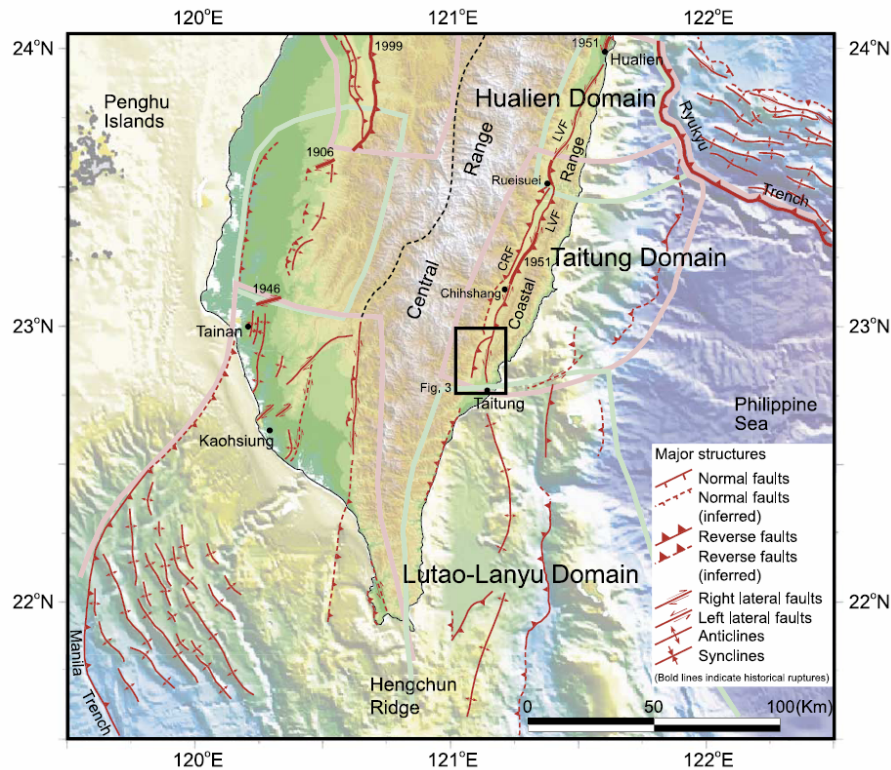 120°E
121°E
122°E
24°N
24°N
1999
1951
Hualien
Penghu
Islands
Hualien Domain
Ryukyu
Trench
LVF
Range
Range
1906
Rueisuei
LVF
CRF
1951
Taitung Domain
Central
Chihshang
Coastal
1946
23°N
23°N
Tainan
Fig. 3
Taitung
Philippine
Sea
Kaohsiung
Major structures
Normal faults
Normal faults
(inferred)
Reverse faults
Reverse faults
(inferred)
Right lateral faults
Left lateral faults
Anticlines
Synclines
(Bold lines indicate historical ruptures)
22°N
22°N
Lutao-Lanyu Domain
Manila
Trench
Hengchun
Ridge
0 50 100(Km)
120°E
121°E
122°E